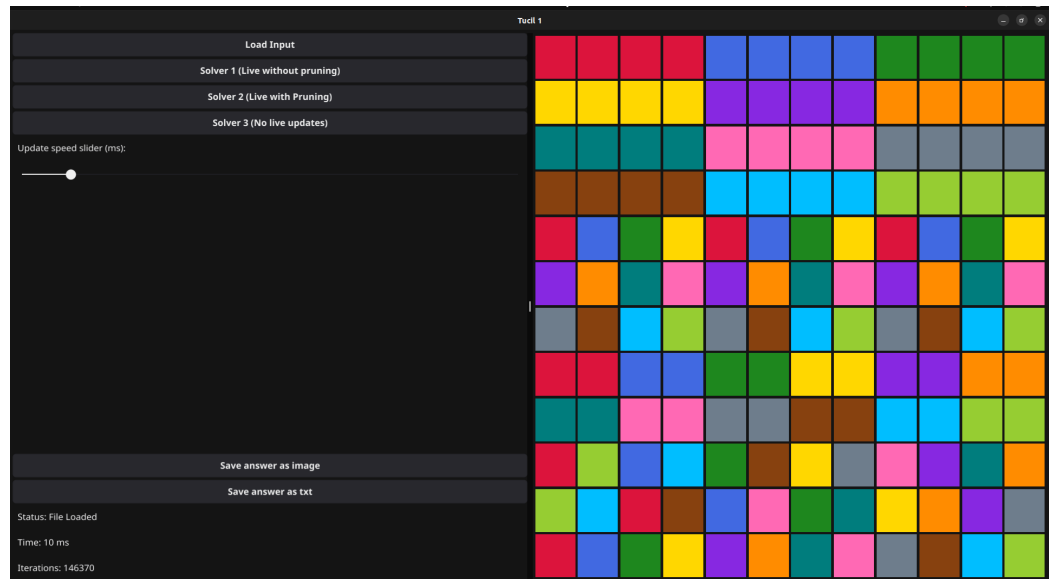 Tucil 1
Load Input
Solver 1 (Live without pruning)
Solver 2 (Live with Pruning)
Solver 3 (No live updates)
Update speed slider (ms):
Save answer as image
Save answer as txt
Status: File Loaded
Time: 10 ms
Iterations: 146370